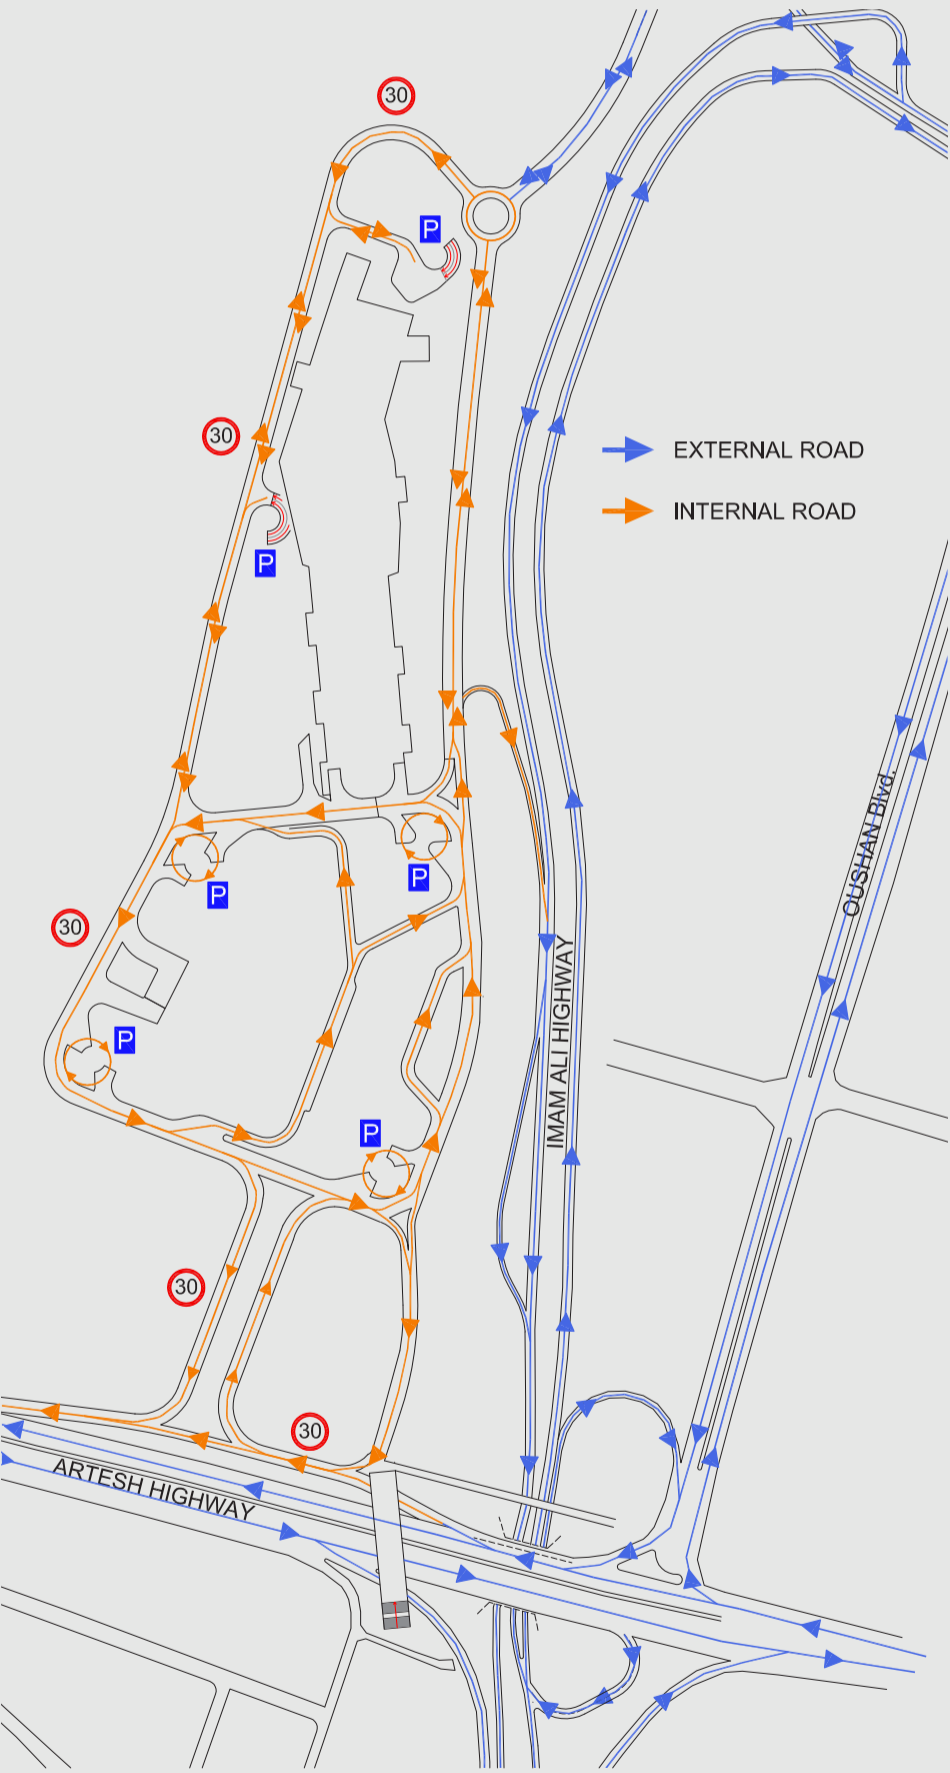 30
P
30
EXTERNAL ROAD
INTERNAL ROAD
P
OUSHAN Blvd.
P
P
30
IMAM ALI HIGHWAY
P
P
30
30
ARTESH HIGHWAY